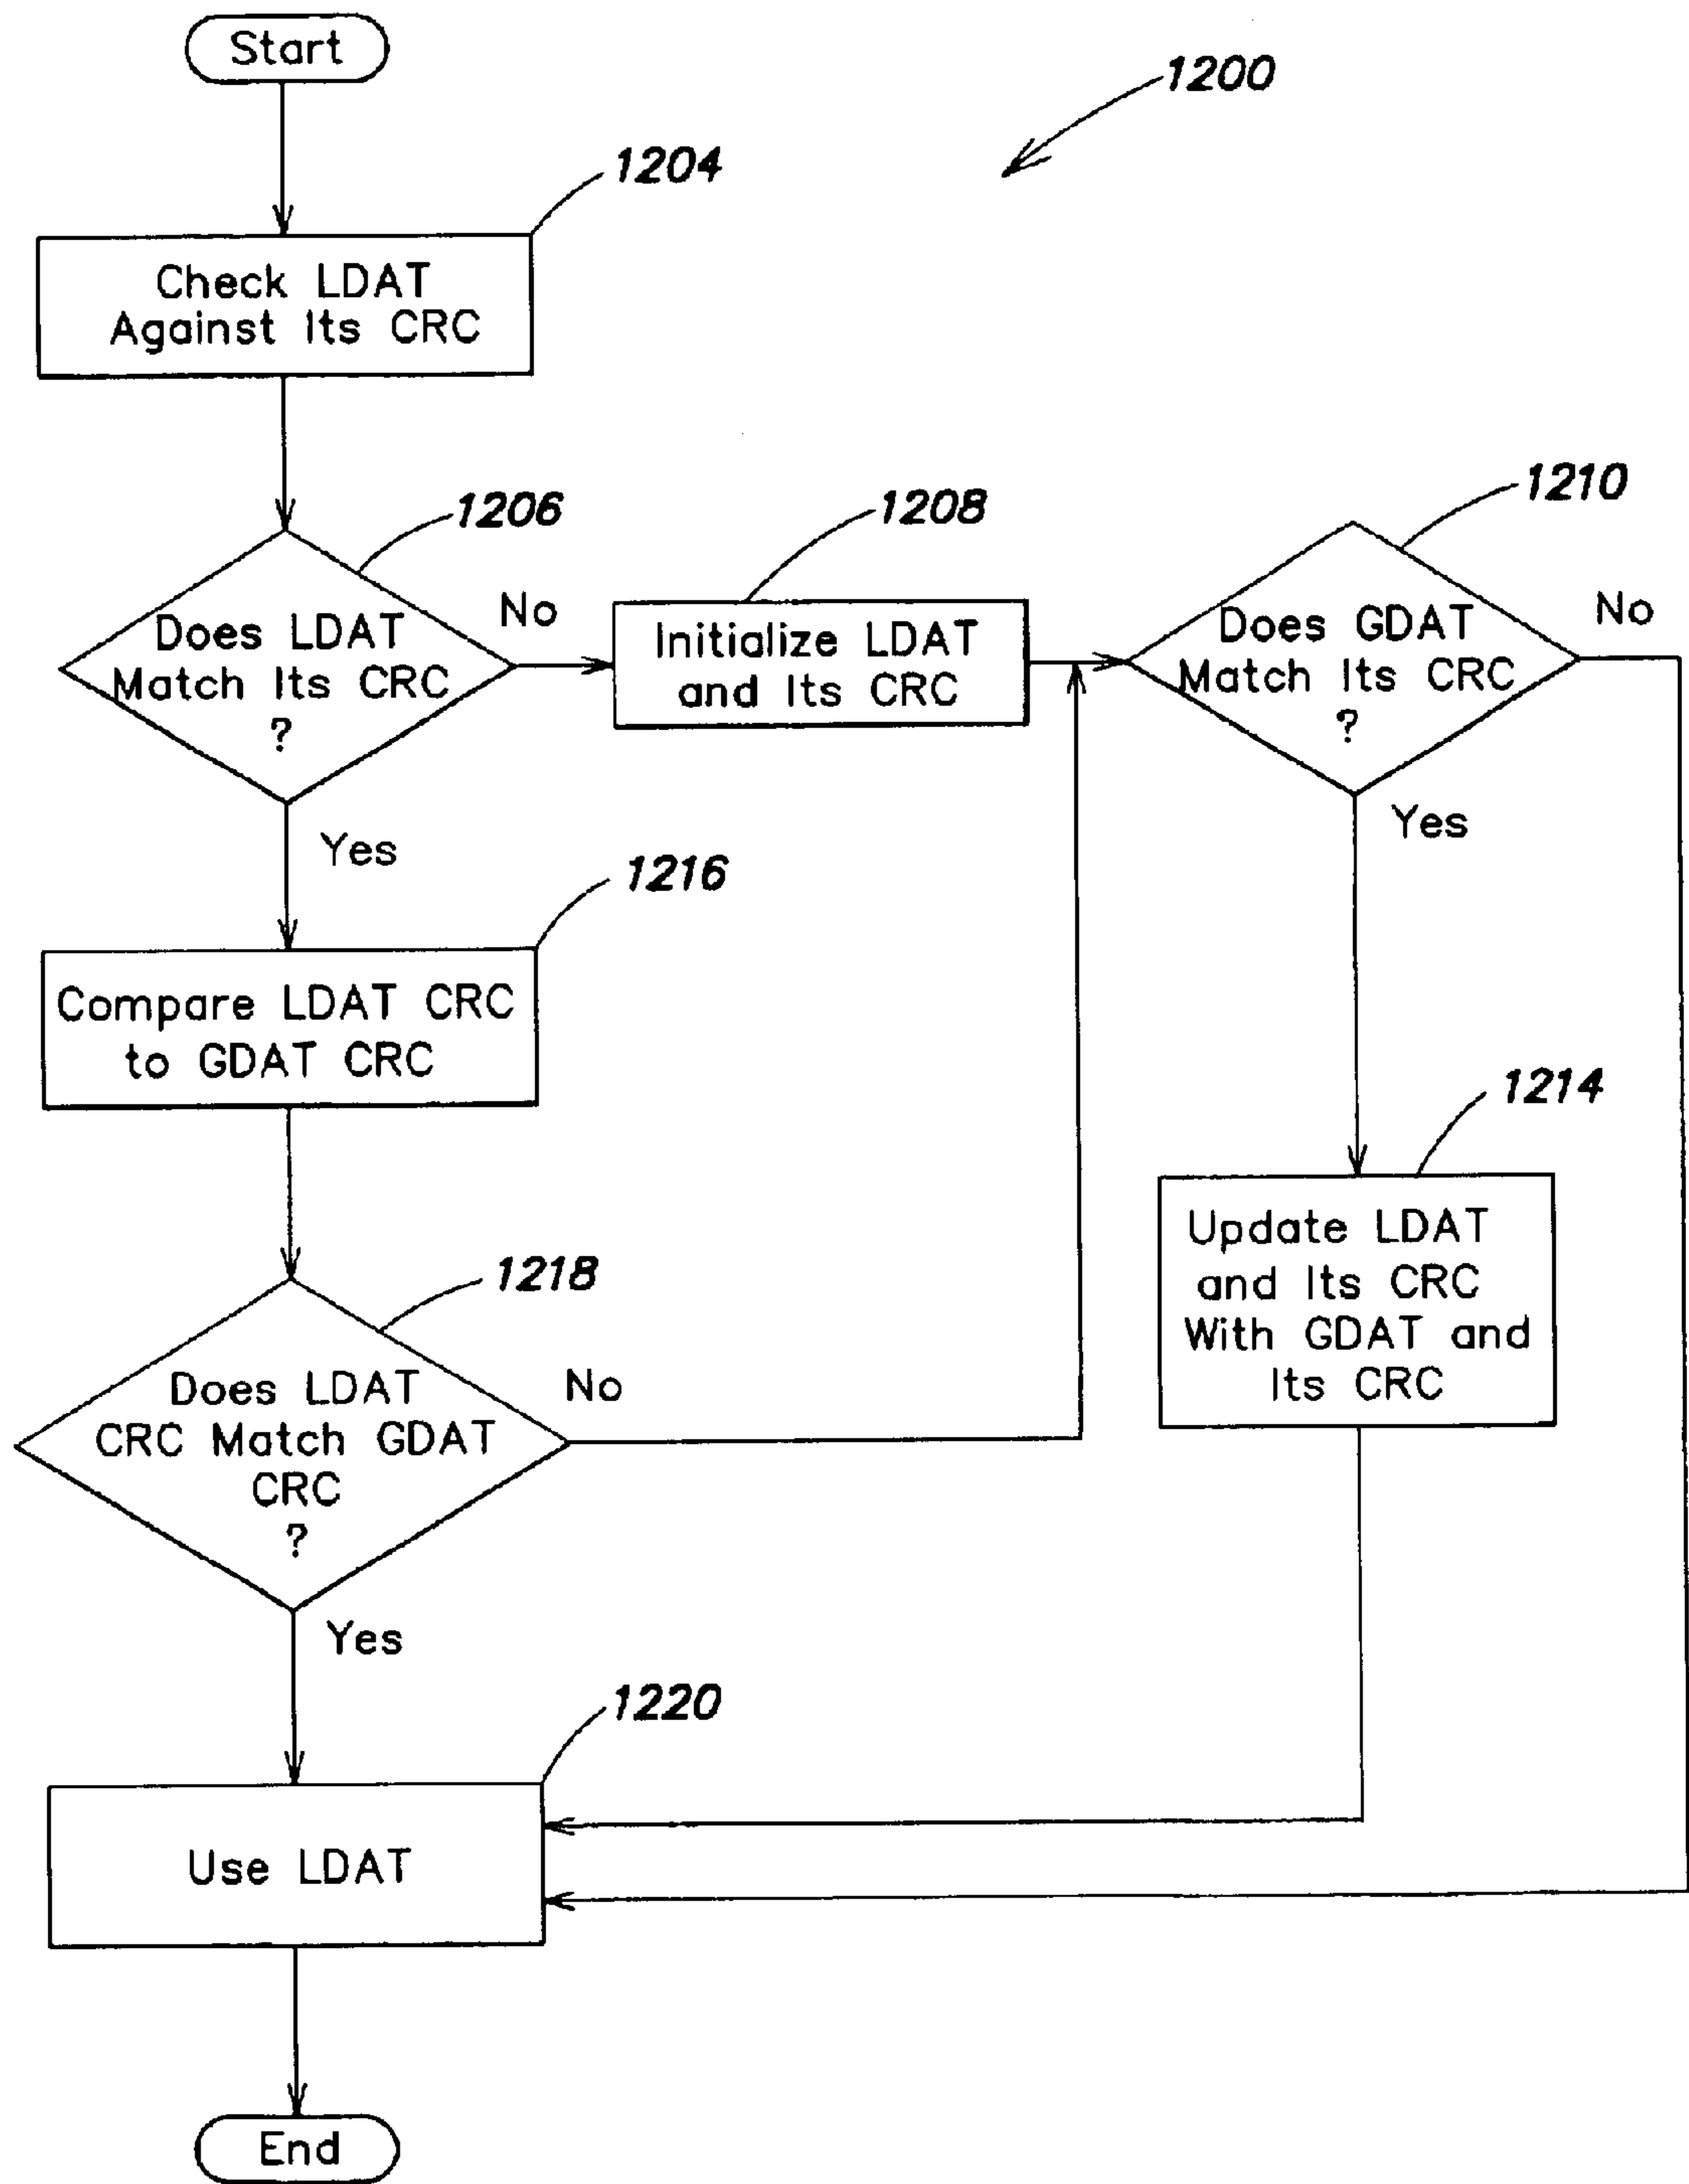 Start
1200
1204
Check LDAT
Against Its CRC
1206
Does LDAT
Match Its CRC
?
No
1208
Initialize LDAT
and Its CRC
1210
Does GDAT
Match Its CRC
?
No
Yes
Yes
1216
Compare LDAT CRC
to GDAT CRC
1214
Update LDAT
and Its CRC
With GDAT and
Its CRC
1218
Does LDAT
CRC Match GDAT
CRC
?
No
Yes
1220
Use LDAT
End